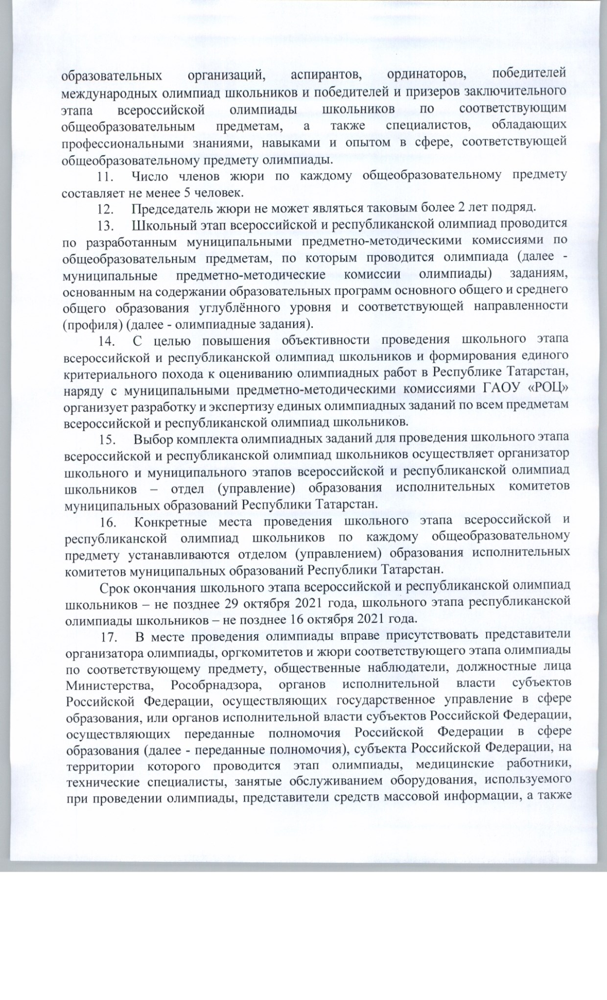 образовательных организаций, аспирантов, ординаторов, победителей
международных олимпиад школьников и победителей и призеров заключительного
этапа всероссийской олимпиады школьников по соответствующим
общеобразовательным предметам, а также специалистов, обладающих
профессиональными знаниями, навыками и опытом в сфере, соответствующей
общеобразовательному предмету олимпиады.
11. Число членов жюри по каждому общеобразовательному предмету
составляет не менее 5 человек.
12. Председатель жюри не может являться таковым более 2 лет подряд.
13. Школьный этап всероссийской и республиканской олимпиад проводится
по разработанным муниципальными предметно-методическими комиссиями по
общеобразовательным предметам, по которым проводится олимпиада (далее -
муниципальные предметно-методические комиссии олимпиады) заданиям,
основанным на содержании образовательных программ основного общего и среднего
общего образования углублённого уровня и соответствующей направленности
(профиля) (далее - олимпиадные задания).
14. С целью повышения объективности проведения школьного этапа
всероссийской и республиканской олимпиад школьников и формирования единого
критериального похода к оцениванию олимпиадных работ в Республике Татарстан,
наряду с муниципальными предметно-методическими комиссиями ГАОУ «РОЦ»
организует разработку и экспертизу единых олимпиадных заданий по всем предметам
всероссийской и республиканской олимпиад школьников.
15. Выбор комплекта олимпиадных заданий для проведения школьного этапа
всероссийской и республиканской олимпиад школьников осуществляет организатор
школьного и муниципального этапов всероссийской и республиканской олимпиад
школьников – отдел (управление) образования исполнительных комитетов
муниципальных образований Республики Татарстан.
16. Конкретные места проведения школьного этапа всероссийской и
республиканской олимпиад школьников по каждому общеобразовательному
предмету устанавливаются отделом (управлением) образования исполнительных
комитетов муниципальных образований Республики Татарстан.
Срок окончания школьного этапа всероссийской и республиканской олимпиад
школьников – не позднее 29 октября 2021 года, школьного этапа республиканской
олимпиады школьников – не позднее 16 октября 2021 года.
17. В месте проведения олимпиады вправе присутствовать представители
организатора олимпиады, оргкомитетов и жюри соответствующего этапа олимпиады
по соответствующему предмету, общественные наблюдатели, должностные лица
Министерства, Рособрнадзора, органов исполнительной власти субъектов
Российской Федерации, осуществляющих государственное управление в сфере
образования, или органов исполнительной власти субъектов Российской Федерации,
осуществляющих переданные полномочия Российской Федерации в сфере
образования (далее - переданные полномочия), субъекта Российской Федерации, на
территории которого проводится этап олимпиады, медицинские работники,
технические специалисты, занятые обслуживанием оборудования, используемого
при проведении олимпиады, представители средств массовой информации, а также